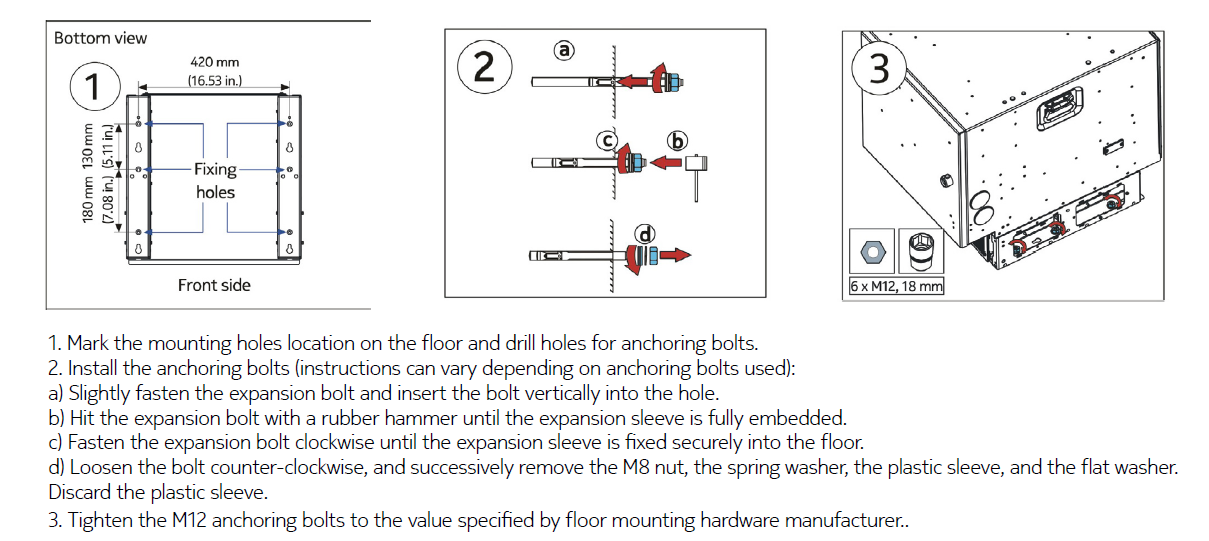 Bottom view
1
420 mm
(16.53 in.)
180 mm 130 mm
(7.08 in.) (5.11 in.)
Fixing
holes
Front side
2
a
c
b
d
3
6 x M12, 18 mm
1. Mark the mounting holes location on the floor and drill holes for anchoring bolts.
2. Install the anchoring bolts (instructions can vary depending on anchoring bolts used):
a) Slightly fasten the expansion bolt and insert the bolt vertically into the hole.
b) Hit the expansion bolt with a rubber hammer until the expansion sleeve is fully embedded.
c) Fasten the expansion bolt clockwise until the expansion sleeve is fixed securely into the floor.
d) Loosen the bolt counter-clockwise, and successively remove the M8 nut, the spring washer, the plastic sleeve, and the flat washer.
Discard the plastic sleeve.
3. Tighten the M12 anchoring bolts to the value specified by floor mounting hardware manufacturer..